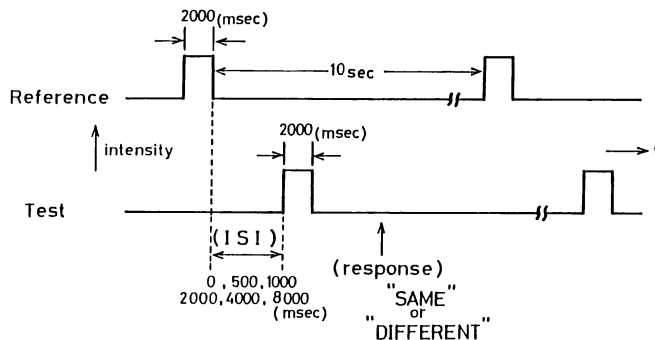 2000(msec)
10sec
Reference
intensity
2000(msec)
Test
(ISI)
0,500,1000
2000,4000,8000
(msec)
(response)
"SAME"
or
"DIFFERENT"